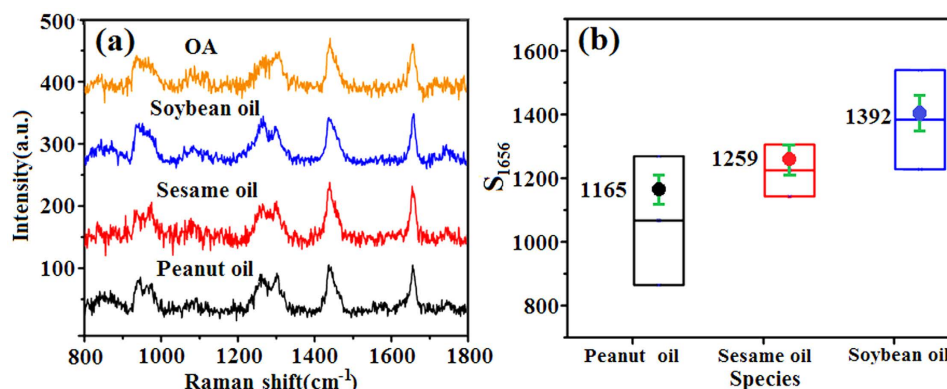 (a)
OA
Soybean oil
Sesame oil
Peanut oil
500
400
300
200
100
Intensity(a.u.)
800 1000 1200 1400 1600 1800
Raman shift(cm⁻¹)
(b)
1600
1400
1200
1000
800
S₁₆₅₆
1165
1259
1392
Peanut oil Sesame oil Soybean oil
Species